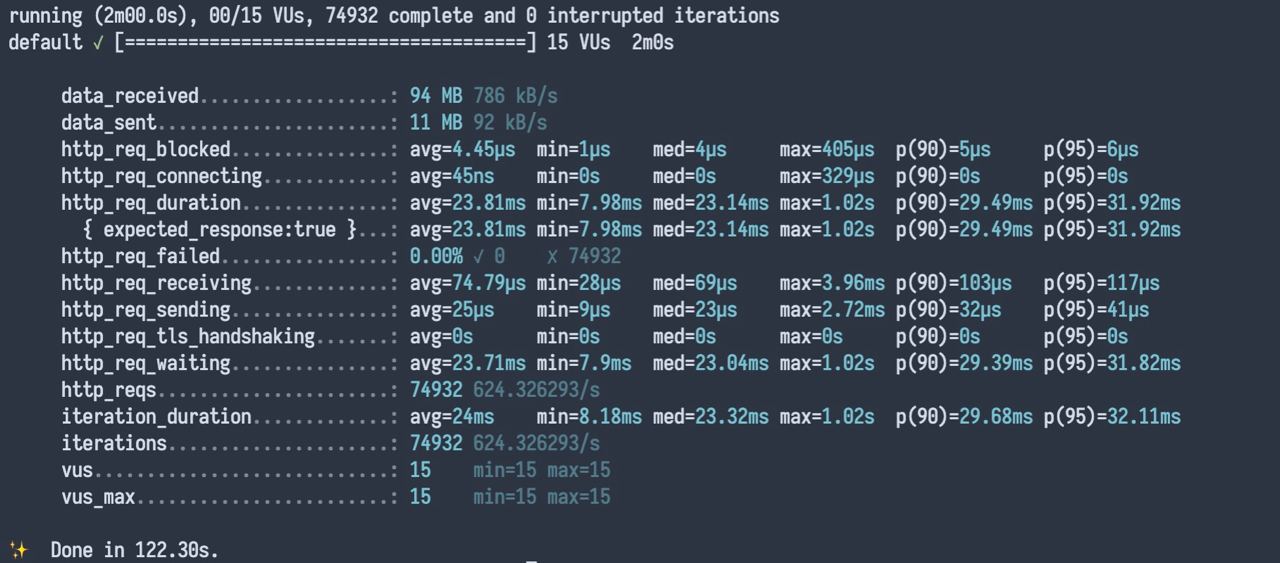 running (2m00.0s), 00/15 VUs, 74932 complete and 0 interrupted iterations
default ✓ [======================================] 15 VUs  2m0s
data_received..................: 94 MB 786 kB/s
data_sent......................: 11 MB 92 kB/s
http_req_blocked...............: avg=4.45µs  min=1µs    med=4µs     max=405µs  p(90)=5µs     p(95)=6µs
http_req_connecting............: avg=45ns    min=0s     med=0s      max=329µs  p(90)=0s      p(95)=0s
http_req_duration..............: avg=23.81ms min=7.98ms med=23.14ms max=1.02s  p(90)=29.49ms p(95)=31.92ms
{ expected_response:true }...: avg=23.81ms min=7.98ms med=23.14ms max=1.02s  p(90)=29.49ms p(95)=31.92ms
http_req_failed................: 0.00% ✓ 0    ✗ 74932
http_req_receiving.............: avg=74.79µs min=28µs   med=69µs    max=3.96ms p(90)=103µs   p(95)=117µs
http_req_sending...............: avg=25µs    min=9µs    med=23µs    max=2.72ms p(90)=32µs    p(95)=41µs
http_req_tls_handshaking.......: avg=0s      min=0s     med=0s      max=0s     p(90)=0s      p(95)=0s
http_req_waiting...............: avg=23.71ms min=7.9ms  med=23.04ms max=1.02s  p(90)=29.39ms p(95)=31.82ms
http_reqs......................: 74932 624.326293/s
iteration_duration.............: avg=24ms    min=8.18ms med=23.32ms max=1.02s  p(90)=29.68ms p(95)=32.11ms
iterations.....................: 74932 624.326293/s
vus............................: 15    min=15 max=15
vus_max........................: 15    min=15 max=15
✨  Done in 122.30s.